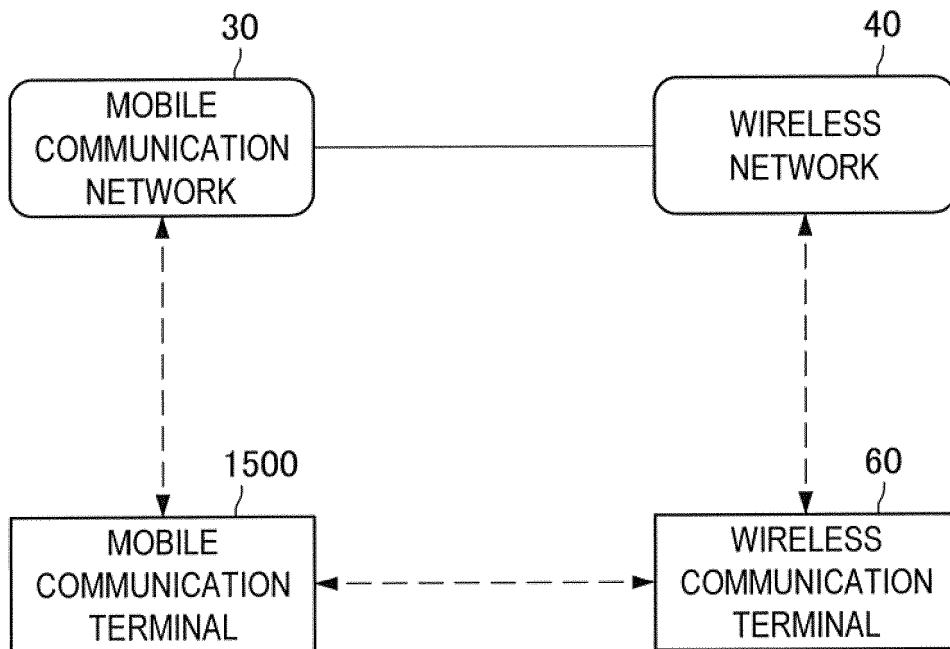 30
MOBILE
COMMUNICATION
NETWORK
40
WIRELESS
NETWORK
1500
MOBILE
COMMUNICATION
TERMINAL
60
WIRELESS
COMMUNICATION
TERMINAL